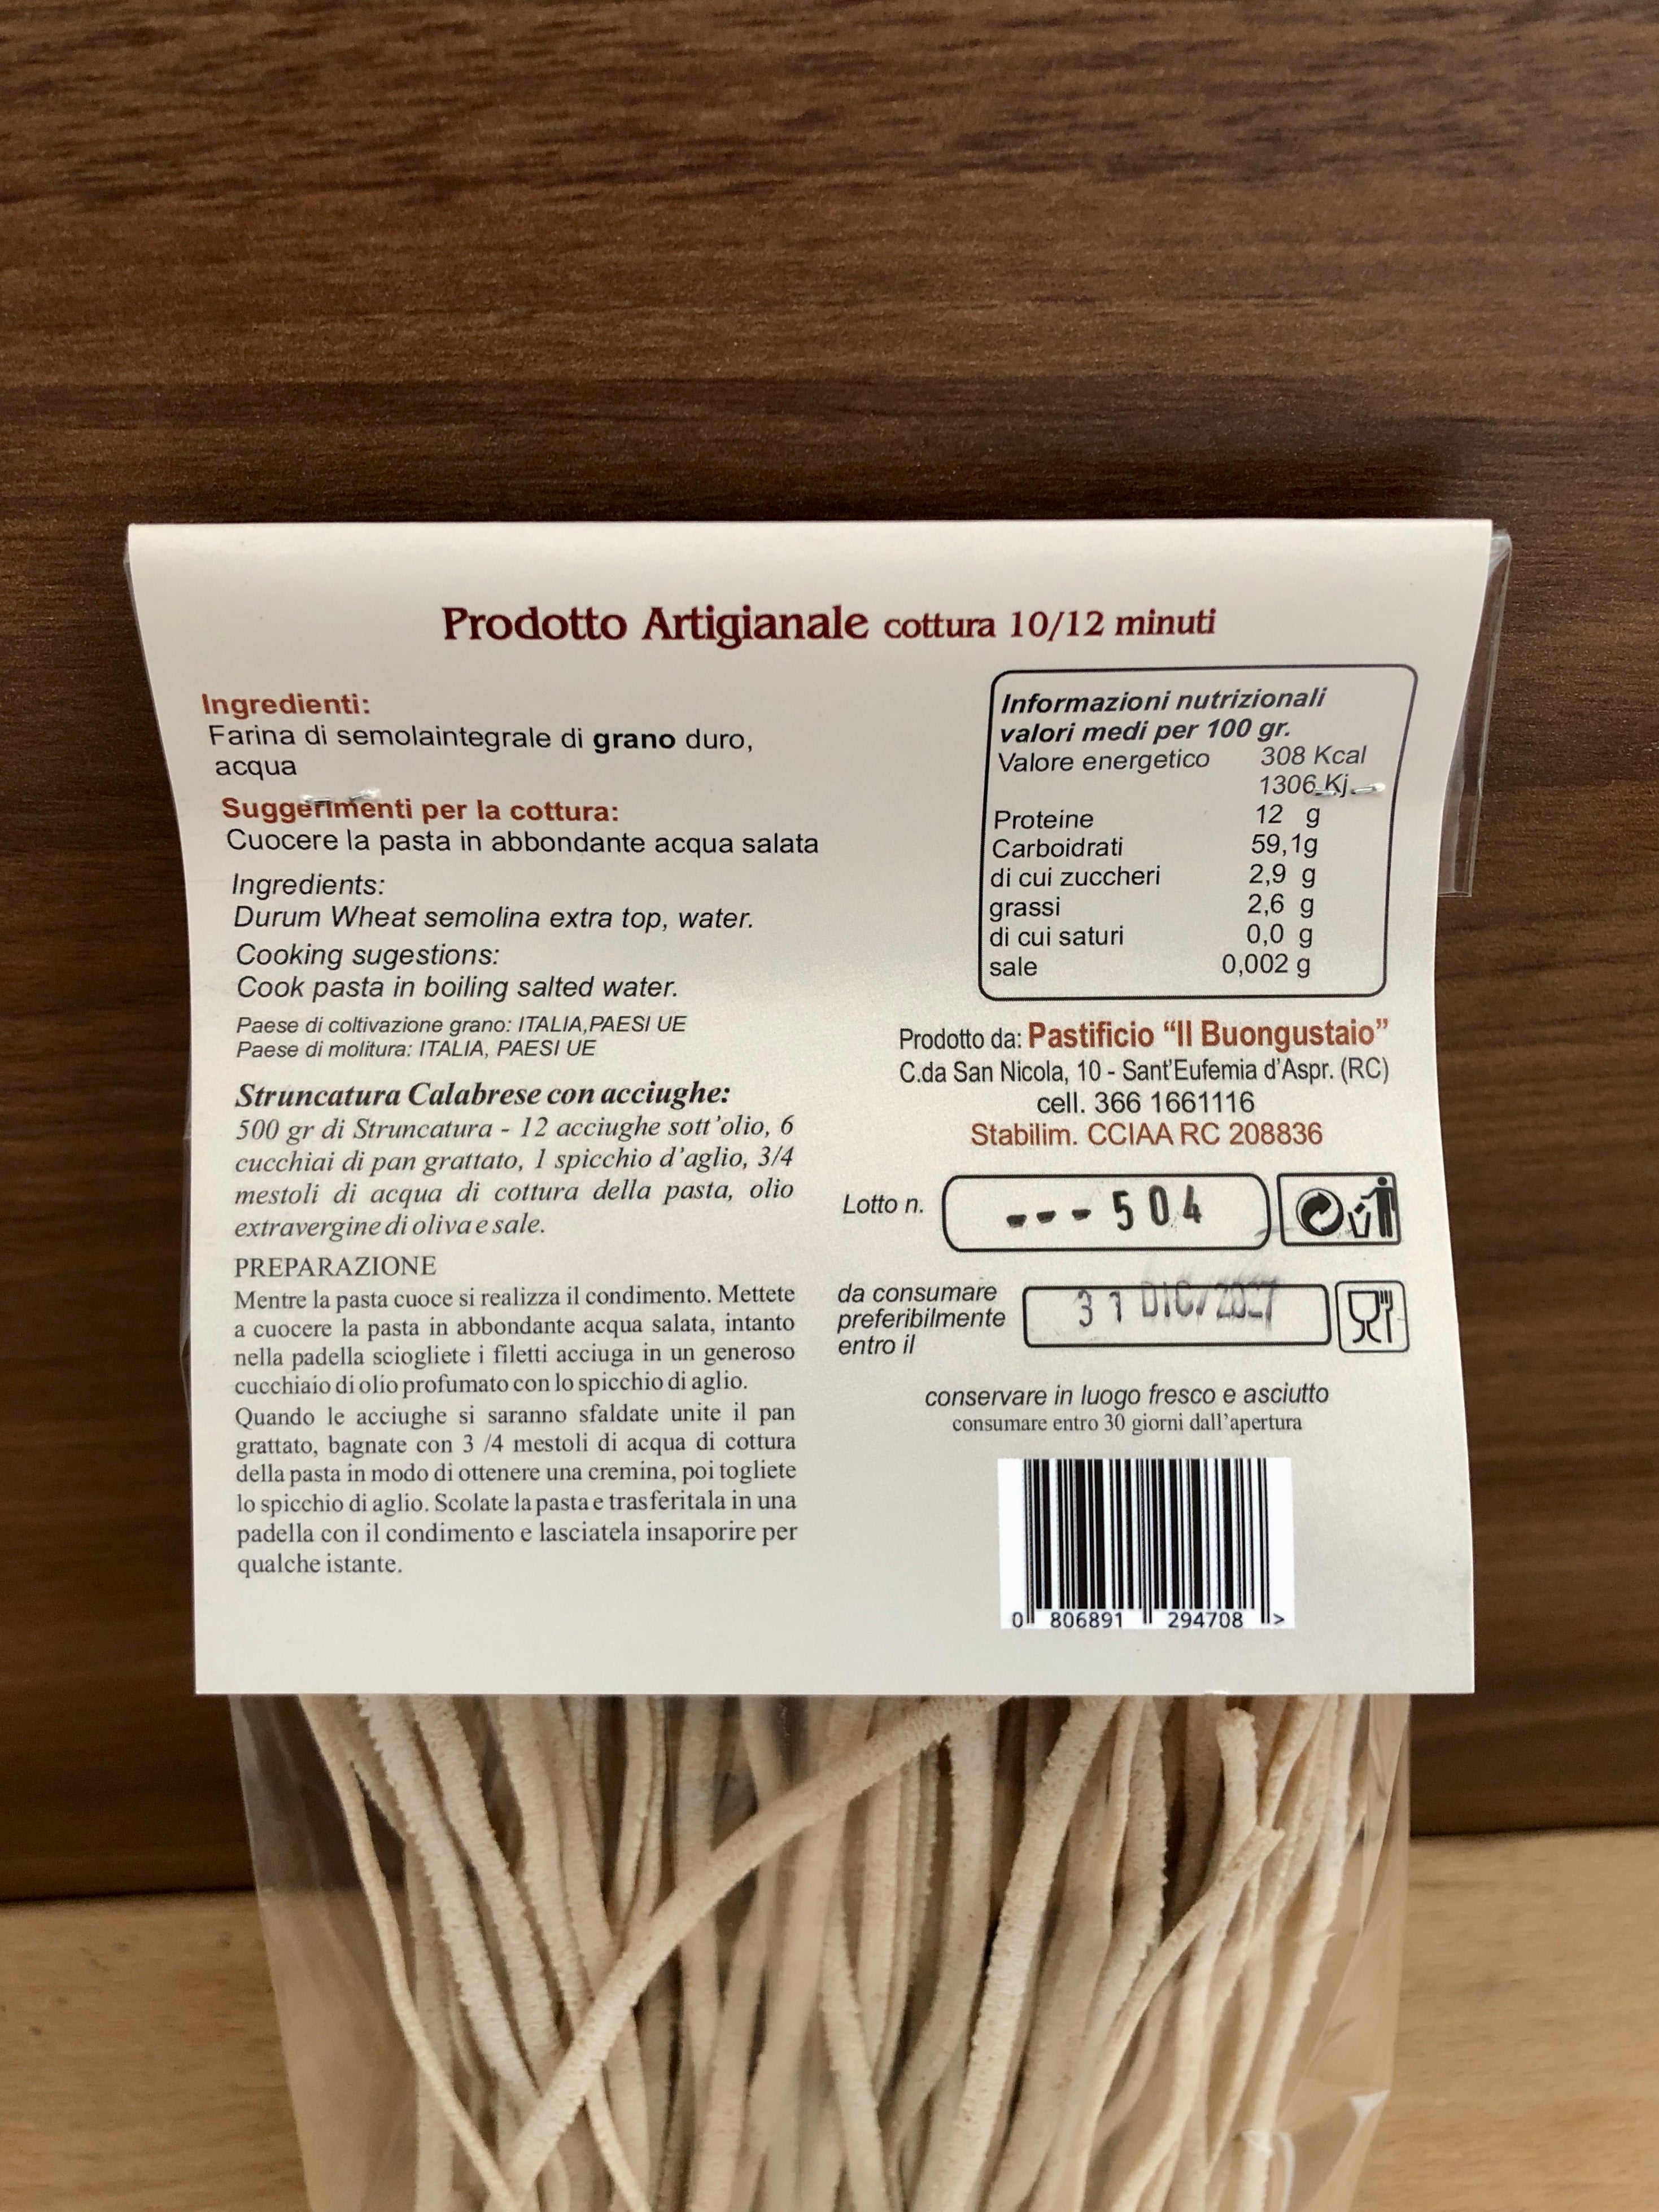 Prodotto Artigianale cottura 10/12 minuti
Ingredienti:
Farina di semolaintegrale di grano duro,
acqua
Suggerimenti per la cottura:
Cuocere la pasta in abbondante acqua salata
Ingredients:
Durum Wheat semolina extra top, water.
Cooking sugestions:
Cook pasta in boiling salted water.
Paese di coltivazione grano: ITALIA,PAESI UE
Paese di molitura: ITALIA, PAESI UE
Struncatura Calabrese con acciughe:
500 gr di Struncatura - 12 acciughe sott'olio, 6
cucchiai di pan grattato, 1 spicchio d'aglio, 3/4
mestoli di acqua di cottura della pasta, olio
extravergine di oliva e sale.
PREPARAZIONE
Mentre la pasta cuoce si realizza il condimento. Mettete
a cuocere la pasta in abbondante acqua salata, intanto
nella padella sciogliete i filetti acciuga in un generoso
cucchiaio di olio profumato con lo spicchio di aglio.
Quando le acciughe si saranno sfaldate unite il pan
grattato, bagnate con 3 /4 mestoli di acqua di cottura
della pasta in modo di ottenere una cremina, poi togliete
lo spicchio di aglio. Scolate la pasta e trasferitala in una
padella con il condimento e lasciatela insaporire per
qualche istante.
Informazioni nutrizionali
valori medi per 100 gr.
Valore energetico 308 Kcal
1306 Kj
Proteine 12 g
Carboidrati 59,1g
di cui zuccheri 2,9 g
grassi 2,6 g
di cui saturi 0,0 g
sale 0,002 g
Prodotto da: Pastificio “Il Buongustaio”
C.da San Nicola, 10 - Sant'Eufemia d'Aspr. (RC)
cell. 366 1661116
Stabilim. CCIAA RC 208836
Lotto n. --- 504
da consumare
preferibilmente
entro il
31 DIC/2027
conservare in luogo fresco e asciutto
consumare entro 30 giorni dall'apertura
0 806891 294708 >